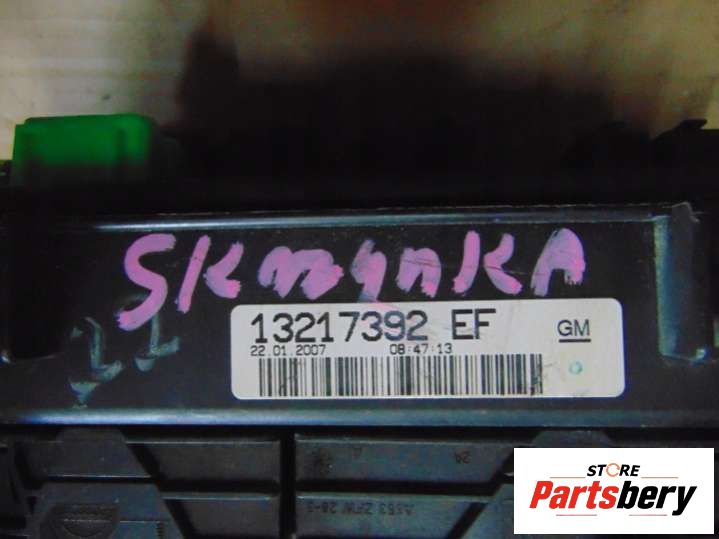 SKRZYNKA
13217392 EF
GM
22.01.2007 08:47:13
STORE
Partsbery